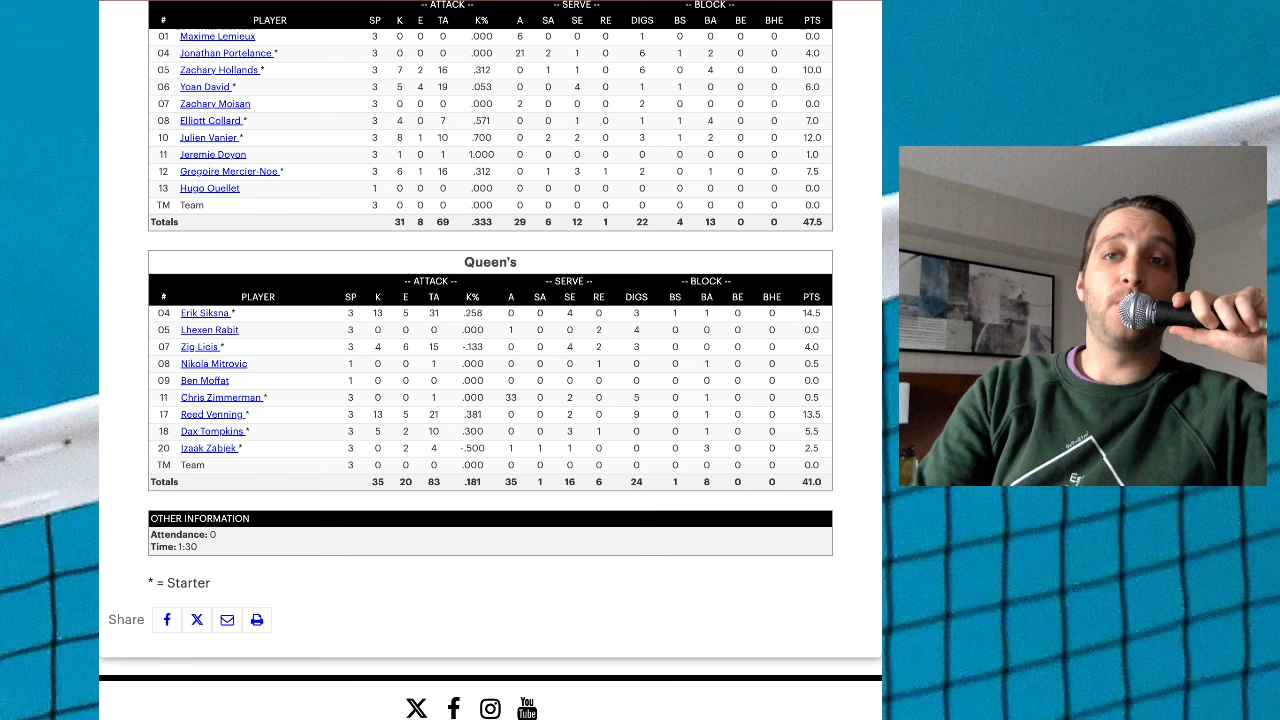 -- ATTACK -- -- SERVE -- -- BLOCK --
# PLAYER SP K E TA K% A SA SE RE DIGS BS BA BE BHE PTS
01 Maxime Lemieux 3 0 0 0 .000 6 0 0 0 1 0 0 0 0 0.0
04 Jonathan Portelance * 3 0 0 0 .000 21 2 1 0 6 1 2 0 0 4.0
05 Zachary Hollands * 3 7 2 16 .312 0 1 1 0 6 0 4 0 0 10.0
06 Yoan David * 3 5 4 19 .053 0 0 4 0 1 1 0 0 0 6.0
07 Zachary Moisan 3 0 0 0 .000 2 0 0 0 2 0 0 0 0 0.0
08 Elliott Collard * 3 4 0 7 .571 0 0 1 0 1 1 4 0 0 7.0
10 Julien Vanier * 3 8 1 10 .700 0 2 2 0 3 1 2 0 0 12.0
11 Jeremie Doyon 3 1 0 1 1.000 0 0 0 0 0 0 0 0 0 1.0
12 Gregoire Mercier-Noe * 3 6 1 16 .312 0 1 3 1 2 0 1 0 0 7.5
13 Hugo Ouellet 1 0 0 0 .000 0 0 0 0 0 0 0 0 0 0.0
TM Team 3 0 0 0 .000 0 0 0 0 0 0 0 0 0 0.0
Totals 31 8 69 .333 29 6 12 1 22 4 13 0 0 47.5
Queen's
-- ATTACK -- -- SERVE -- -- BLOCK --
# PLAYER SP K E TA K% A SA SE RE DIGS BS BA BE BHE PTS
04 Erik Siksna * 3 13 5 31 .258 0 0 4 0 3 1 1 0 0 14.5
05 Lhexen Rabit 3 0 0 0 .000 1 0 0 2 4 0 0 0 0 0.0
07 Zig Licis * 3 4 6 15 -.133 0 0 4 2 3 0 0 0 0 4.0
08 Nikola Mitrovic 1 0 0 1 .000 0 0 0 1 0 0 1 0 0 0.5
09 Ben Moffat 1 0 0 0 .000 0 0 0 0 0 0 0 0 0 0.0
11 Chris Zimmerman * 3 0 0 1 .000 33 0 2 0 5 0 1 0 0 0.5
17 Reed Venning * 3 13 5 21 .381 0 0 2 0 9 0 1 0 0 13.5
18 Dax Tompkins * 3 5 2 10 .300 0 0 3 1 0 0 1 0 0 5.5
20 Izaak Zabjek * 3 0 2 4 -.500 1 1 1 0 0 0 3 0 0 2.5
TM Team 3 0 0 0 .000 0 0 0 0 0 0 0 0 0 0.0
Totals 35 20 83 .181 35 1 16 6 24 1 8 0 0 41.0
OTHER INFORMATION
Attendance: 0
Time: 1:30
* = Starter
Share
You
Tube